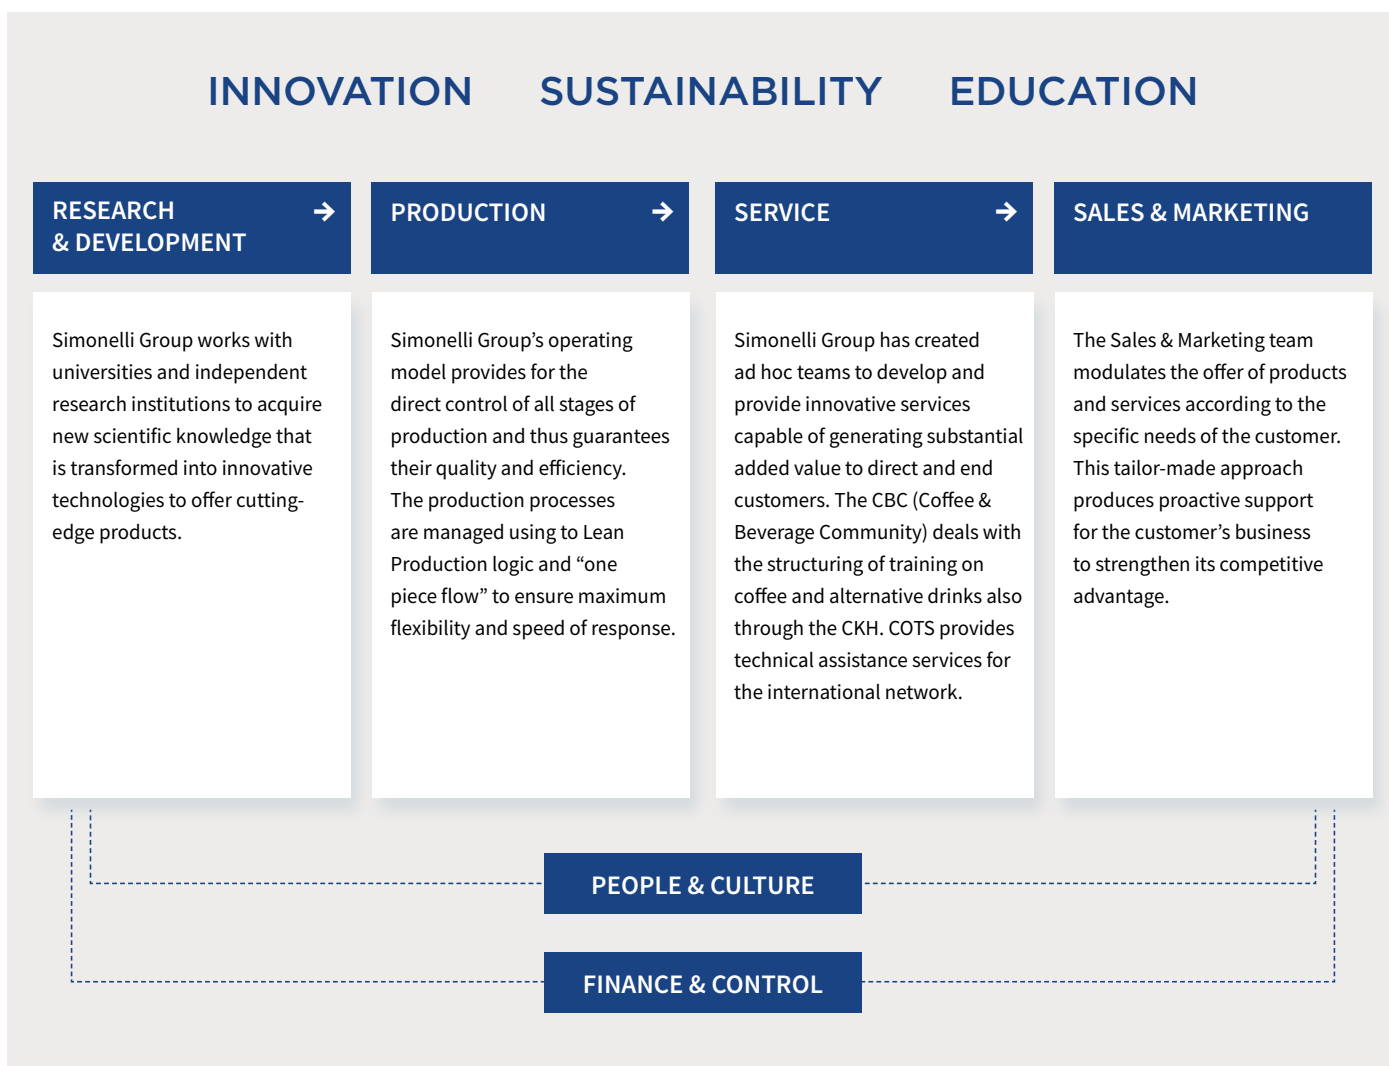 INNOVATION SUSTAINABILITY EDUCATION
RESEARCH
& DEVELOPMENT
Simonelli Group works with
universities and independent
research institutions to acquire
new scientific knowledge that
is transformed into innovative
technologies to offer cutting-
edge products.
PRODUCTION
Simonelli Group’s operating
model provides for the
direct control of all stages of
production and thus guarantees
their quality and efficiency.
The production processes
are managed using to Lean
Production logic and “one
piece flow” to ensure maximum
flexibility and speed of response.
SERVICE
Simonelli Group has created
ad hoc teams to develop and
provide innovative services
capable of generating substantial
added value to direct and end
customers. The CBC (Coffee &
Beverage Community) deals with
the structuring of training on
coffee and alternative drinks also
through the CKH. COTS provides
technical assistance services for
the international network.
SALES & MARKETING
The Sales & Marketing team
modulates the offer of products
and services according to the
specific needs of the customer.
This tailor-made approach
produces proactive support
for the customer’s business
to strengthen its competitive
advantage.
PEOPLE & CULTURE
FINANCE & CONTROL